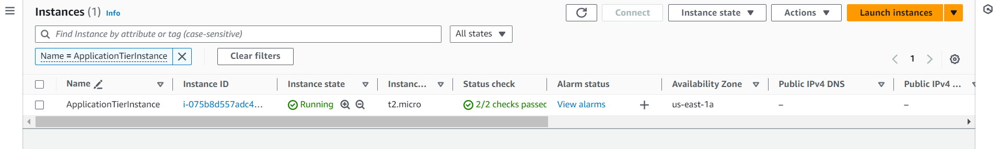 Instances (1) Info
Connect
Instance state
Actions
Launch instances
Find Instance by attribute or tag (case-sensitive)
All states
Name = ApplicationTierInstance
Clear filters
1
Name Instance ID Instance state Instanc... Status check Alarm status Availability Zone Public IPv4 DNS Public IPv4 ...
ApplicationTierInstance i-075b8d557adc4... Running t2.micro 2/2 checks passed View alarms + us-east-1a – –